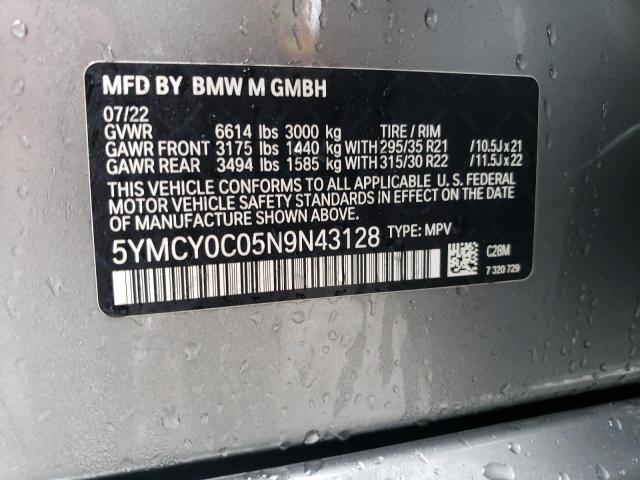 MFD BY BMW M GMBH
07/22
GVWR 6614 lbs 3000 kg TIRE / RIM
GAWR FRONT 3175 lbs 1440 kg WITH 295/35 R21 /10.5J x 21
GAWR REAR 3494 lbs 1585 kg WITH 315/30 R22 /11.5J x 22
THIS VEHICLE CONFORMS TO ALL APPLICABLE U. S. FEDERAL
MOTOR VEHICLE SAFETY STANDARDS IN EFFECT ON THE
DATE OF MANUFACTURE SHOWN ABOVE.
5YMCY0C05N9N43128 TYPE: MPV
C28M
7 320 729